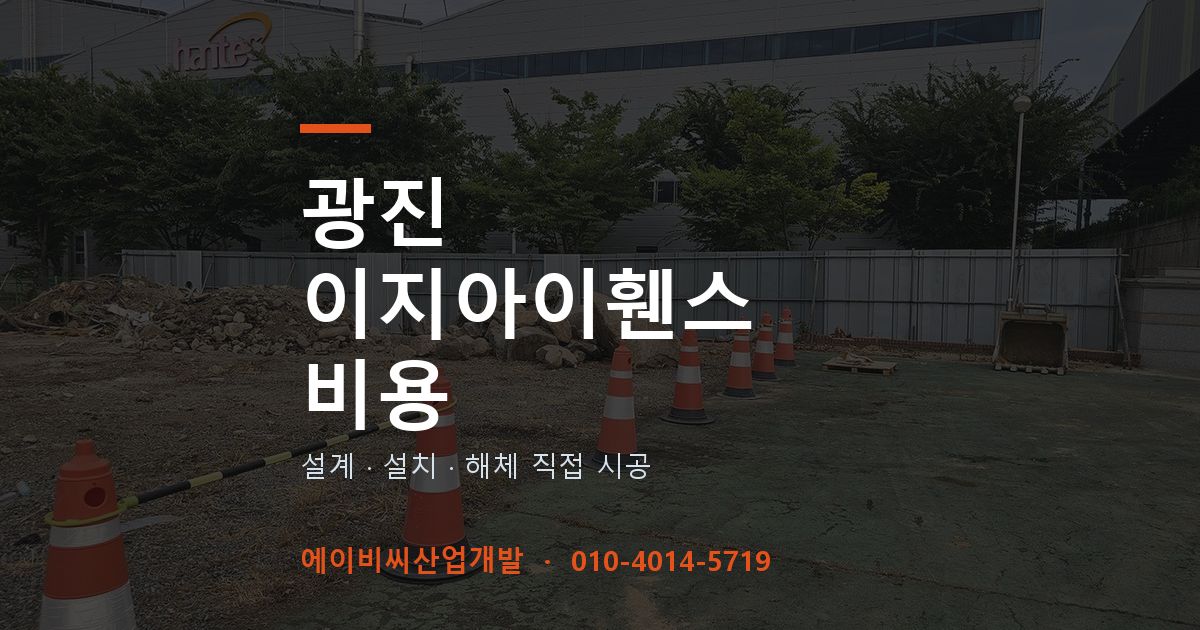 hantes
광진
이지아이휀스
비용
설계 · 설치 · 해체 직접 시공
에이비씨산업개발 · 010-4014-5719